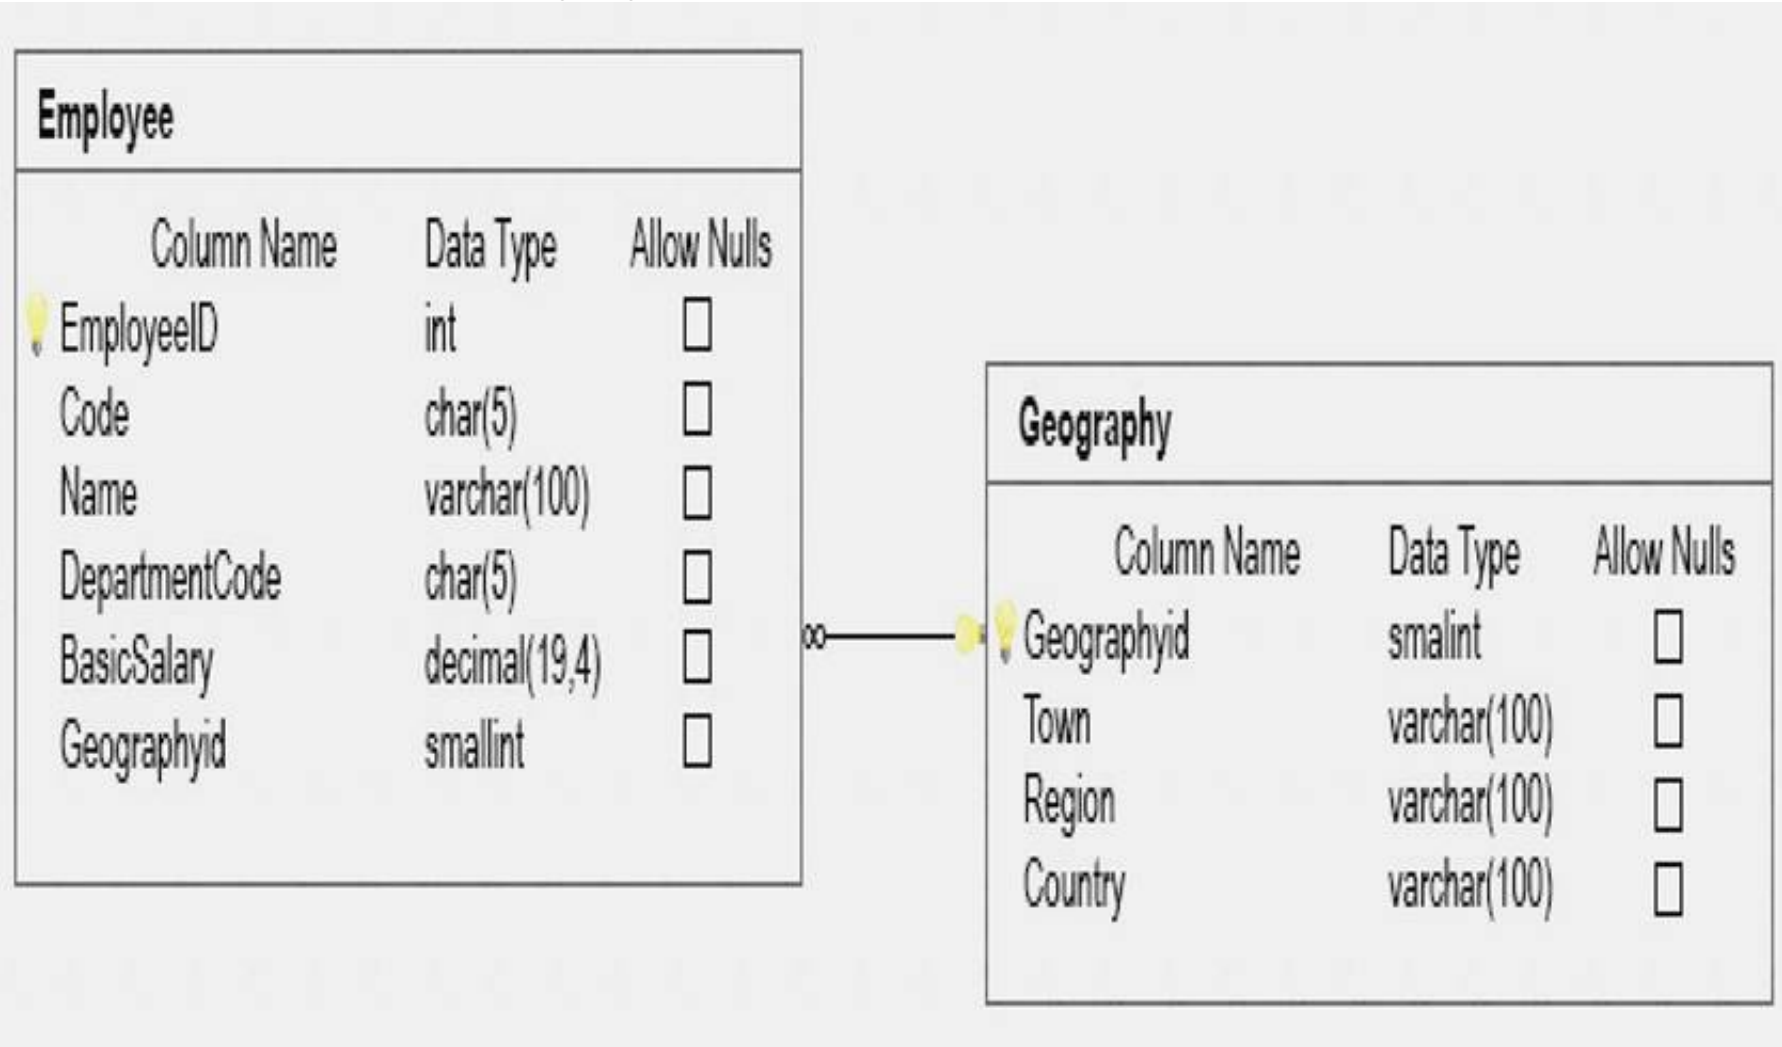 Employee
Column Name Data Type Allow Nulls
EmployeeID int
Code char(5)
Name varchar(100)
DepartmentCode char(5)
BasicSalary decimal(19,4)
Geographyid smallint
Geography
Column Name Data Type Allow Nulls
Geographyid smalint
Town varchar(100)
Region varchar(100)
Country varchar(100)